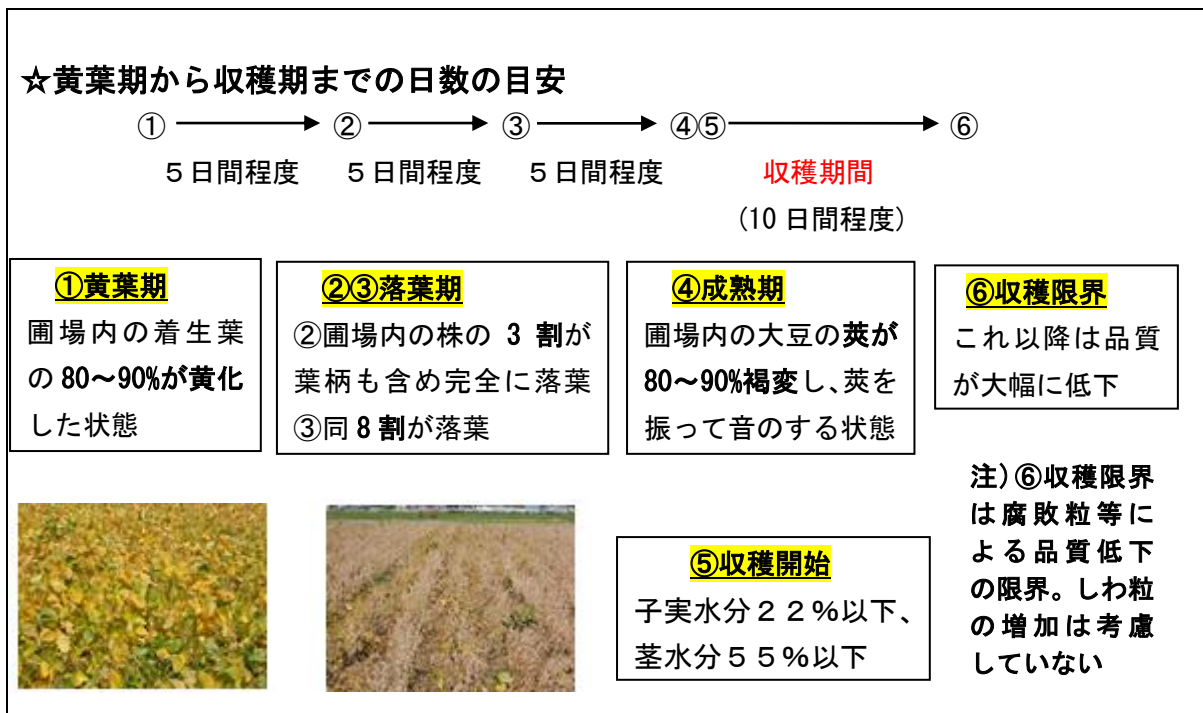 ☆黄葉期から収穫期までの日数の目安
① ② ③ ④⑤ ⑥
５日間程度 ５日間程度 ５日間程度 収穫期間
(10日間程度)
①黄葉期
圃場内の着生葉
の80～90%が黄化
した状態
②③落葉期
②圃場内の株の 3 割が
葉柄も含め完全に落葉
③同8割が落葉
④成熟期
圃場内の大豆の莢が
80～90%褐変し、莢を
振って音のする状態
⑥収穫限界
これ以降は品質
が大幅に低下
⑤収穫開始
子実水分２２％以下、
茎水分５５％以下
注)⑥収穫限界
は腐敗粒等に
よる品質低下
の限界。しわ粒
の増加は考慮
していない